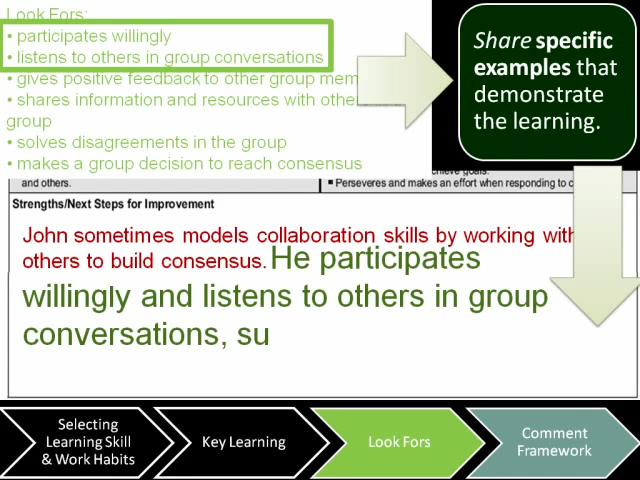 Look Fors:
• participates willingly
• listens to others in group conversations
• gives positive feedback to other group mem
• shares information and resources with othe
group
• solves disagreements in the group
• makes a group decision to reach consensus
Share specific
examples that
demonstrate
the learning.
and others.
achieve goals.
▪ Perseveres and makes an effort when responding to c
Strengths/Next Steps for Improvement
John sometimes models collaboration skills by working with
others to build consensus. He participates
willingly and listens to others in group
conversations, su
Selecting
Learning Skill
& Work Habits
Key Learning
Look Fors
Comment
Framework